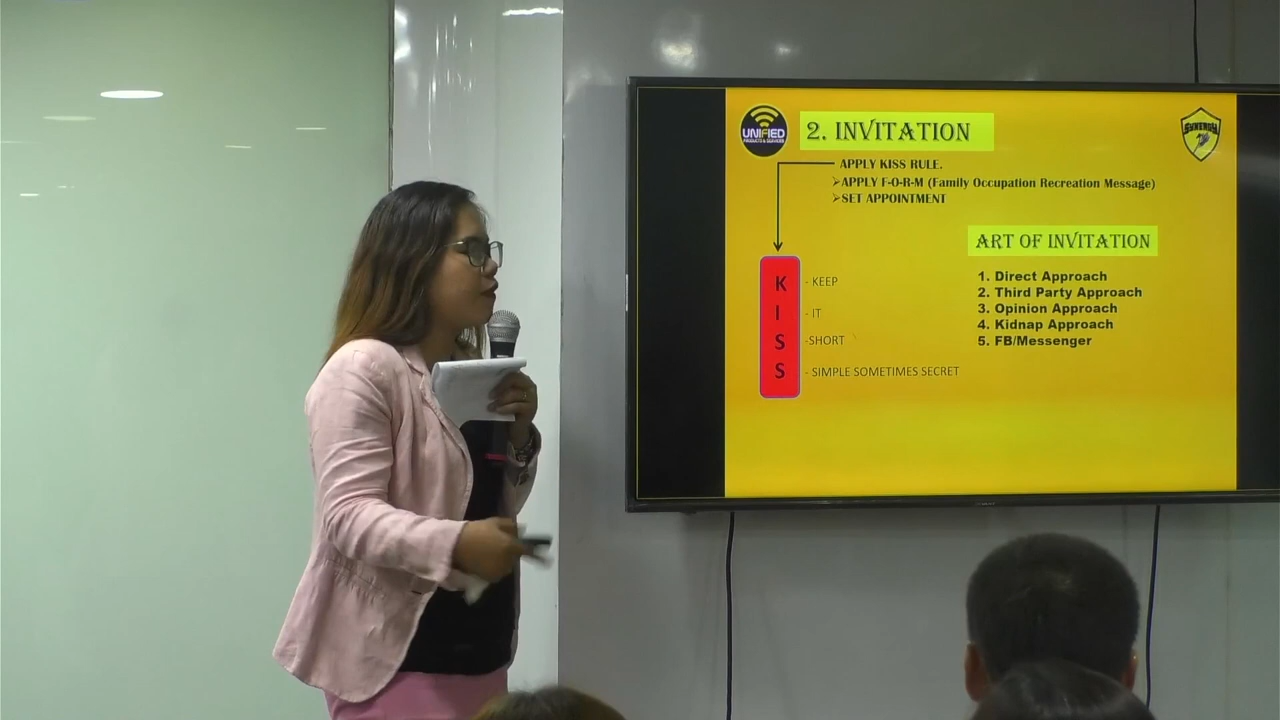 UNIFIED
PRODUCTS & SERVICES
2. INVITATION
SYNERGY
APPLY KISS RULE.
➢APPLY F-O-R-M (Family Occupation Recreation Message)
➢SET APPOINTMENT
ART OF INVITATION
K - KEEP
I - IT
S -SHORT
S - SIMPLE SOMETIMES SECRET
1. Direct Approach
2. Third Party Approach
3. Opinion Approach
4. Kidnap Approach
5. FB/Messenger